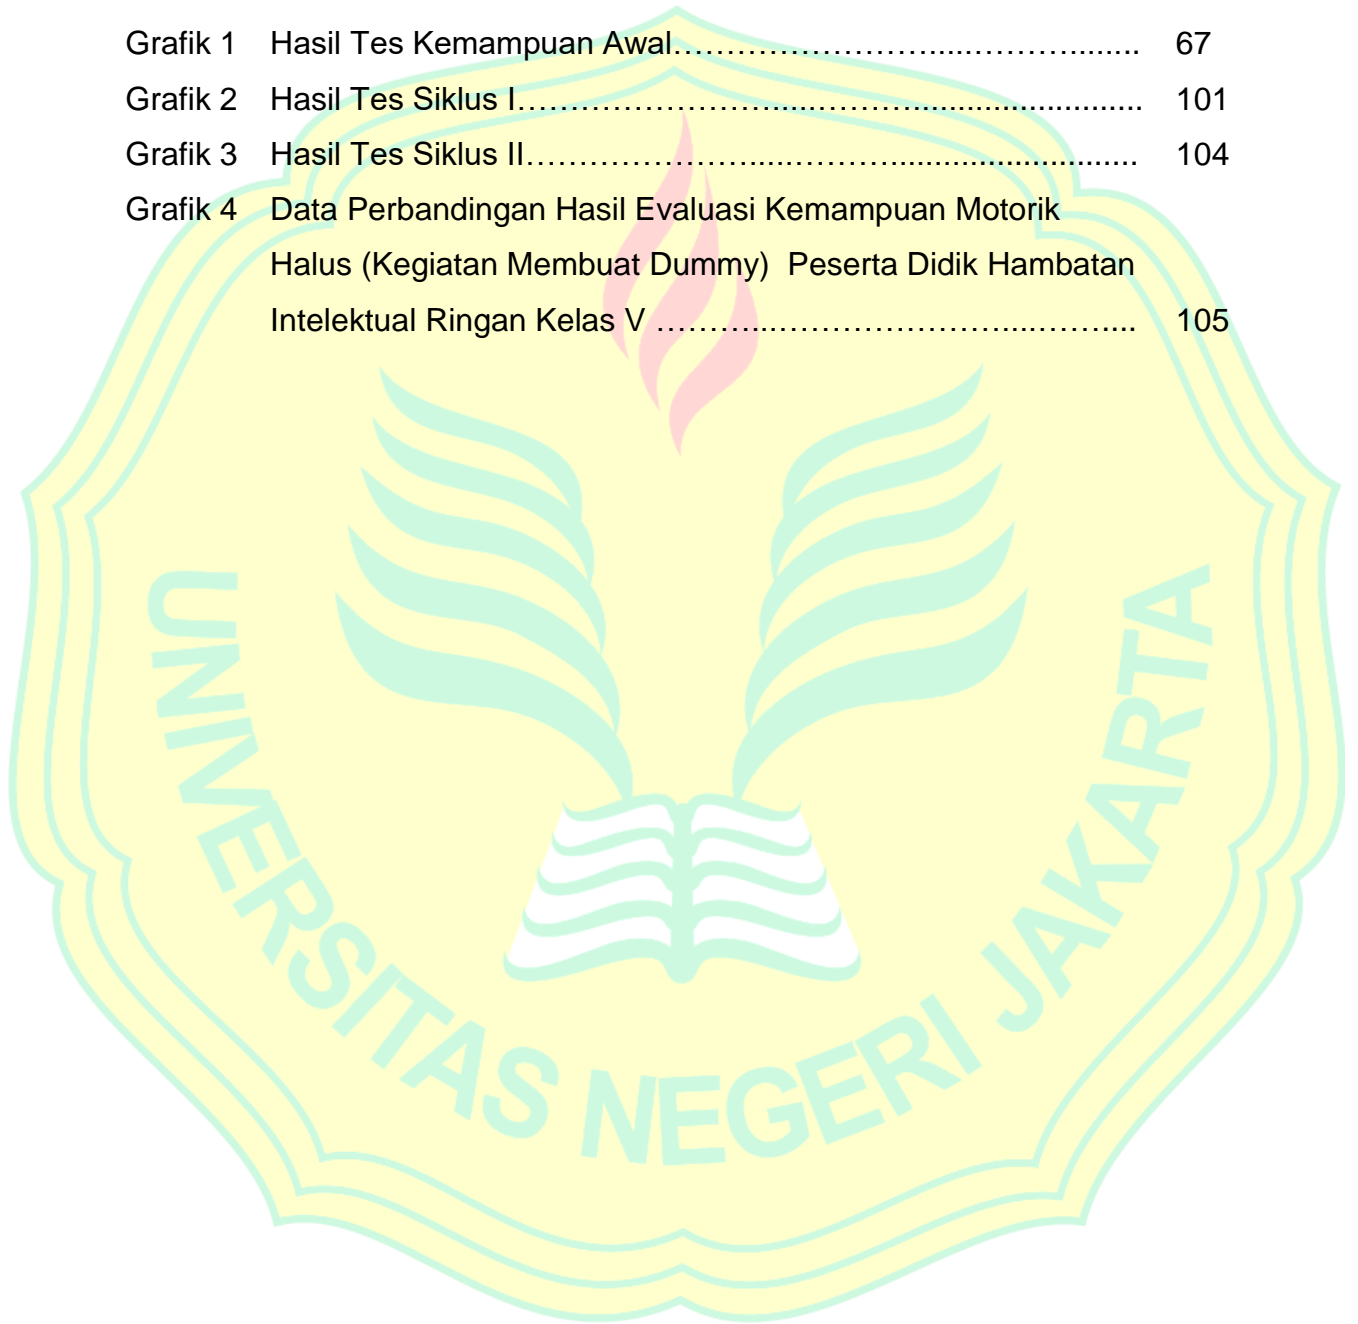 Grafik 1 Hasil Tes Kemampuan Awal……………………….....………........ 67
Grafik 2 Hasil Tes Siklus I……………………….....……................................ 101
Grafik 3 Hasil Tes Siklus II…………………….....………............................ 104
Grafik 4 Data Perbandingan Hasil Evaluasi Kemampuan Motorik
Halus (Kegiatan Membuat Dummy) Peserta Didik Hambatan
Intelektual Ringan Kelas V ………....……………………....…….... 105
UNIVERSITAS NEGERI JAKARTA